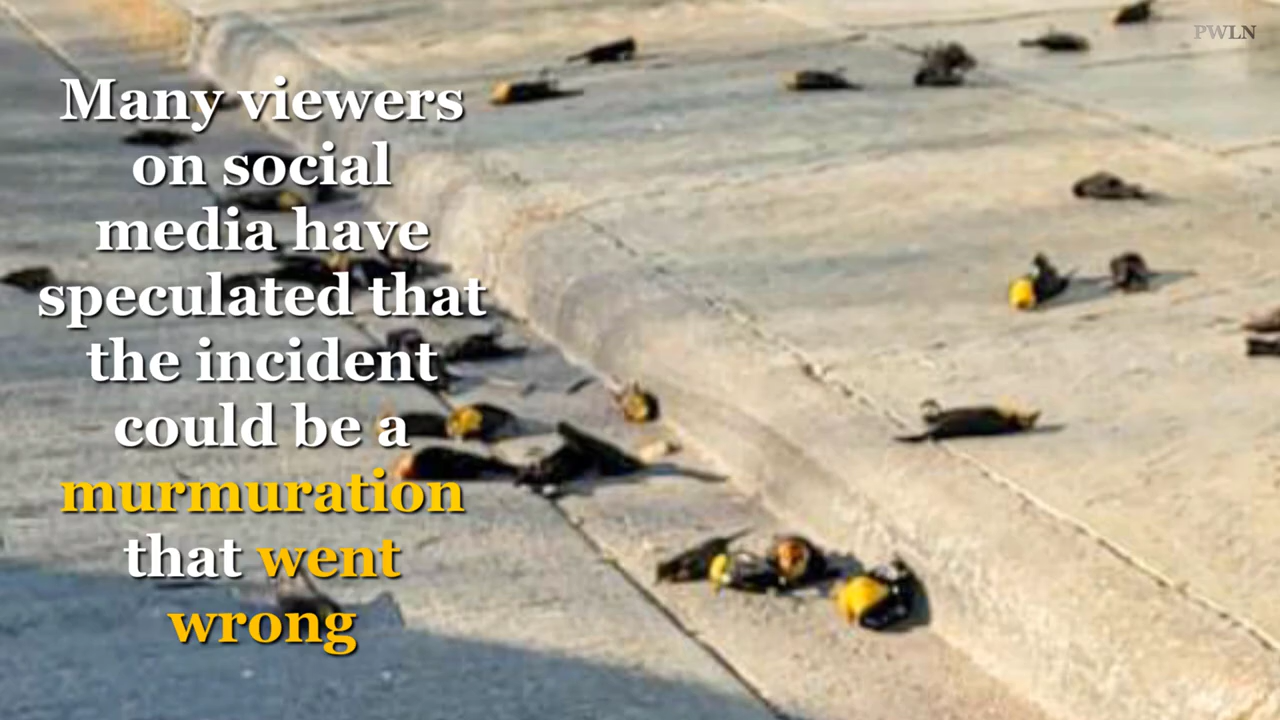 PWLN
Many viewers
on social
media have
speculated that
the incident
could be a
murmuration
that went
wrong